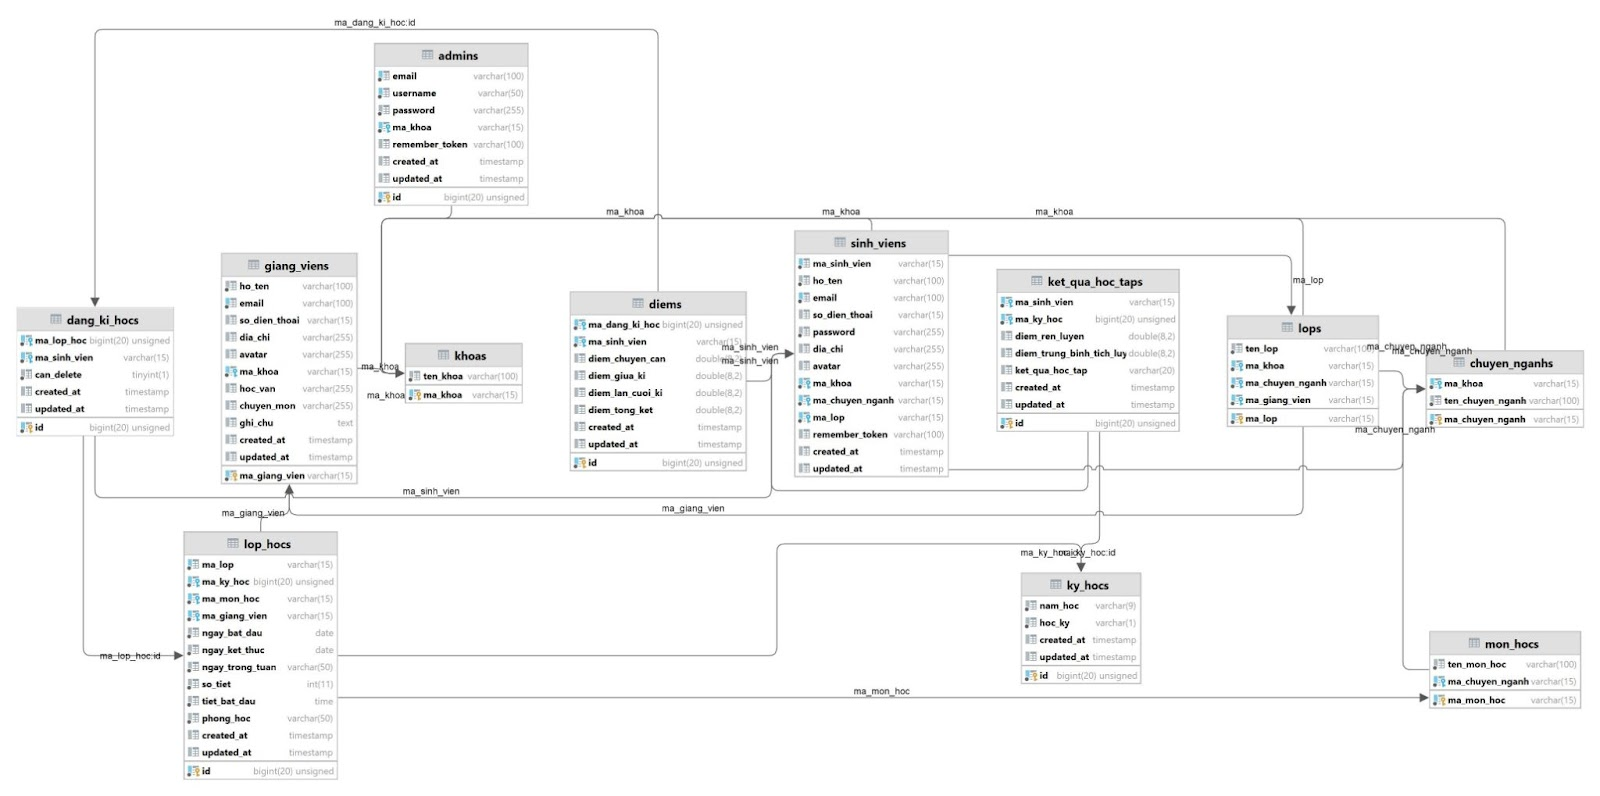 ma_dang_ki_hoc:id
admins
email varchar(100)
username varchar(50)
password varchar(255)
ma_khoa varchar(15)
remember_token varchar(100)
created_at timestamp
updated_at timestamp
id bigint(20) unsigned
ma_khoa
ma_khoa
ma_khoa
giang_viens
ho_ten varchar(100)
email varchar(100)
so_dien_thoai varchar(15)
dia_chi varchar(255)
avatar varchar(255)
ma_khoa varchar(15)
hoc_van varchar(255)
chuyen_mon varchar(255)
ghi_chu text
created_at timestamp
updated_at timestamp
ma_giang_vien varchar(15)
dang_ki_hocs
ma_lop_hoc bigint(20) unsigned
ma_sinh_vien varchar(15)
can_delete tinyint(1)
created_at timestamp
updated_at timestamp
id bigint(20) unsigned
ma_khoa
ma_khoa
khoas
ten_khoa varchar(100)
ma_khoa varchar(15)
diems
ma_dang_ki_hoc bigint(20) unsigned
ma_sinh_vien varchar(15)
diem_chuyen_can double(8,2)
diem_giua_ki double(8,2)
diem_lan_cuoi_ki double(8,2)
diem_tong_ket double(8,2)
created_at timestamp
updated_at timestamp
id bigint(20) unsigned
ma_sinh_vien
ma_sinh_vien
sinh_viens
ma_sinh_vien varchar(15)
ho_ten varchar(100)
email varchar(100)
so_dien_thoai varchar(15)
password varchar(255)
dia_chi varchar(255)
avatar varchar(255)
ma_khoa varchar(15)
ma_chuyen_nganh varchar(15)
ma_lop varchar(15)
remember_token varchar(100)
created_at timestamp
updated_at timestamp
ket_qua_hoc_taps
ma_sinh_vien varchar(15)
ma_ky_hoc bigint(20) unsigned
diem_ren_luyen double(8,2)
diem_trung_binh_tich_luy double(8,2)
ket_qua_hoc_tap varchar(20)
created_at timestamp
updated_at timestamp
id bigint(20) unsigned
ma_lop
lops
ten_lop varchar(100)
ma_khoa varchar(15)
ma_chuyen_nganh varchar(15)
ma_giang_vien varchar(15)
ma_lop varchar(15)
ma_chuyen_nganh
ma_chuyen_nganh
chuyen_nganhs
ma_khoa varchar(15)
ten_chuyen_nganh varchar(100)
ma_chuyen_nganh varchar(15)
ma_chuyen_nganh
ma_sinh_vien
ma_giang_vien
ma_giang_vien
lop_hocs
ma_lop varchar(15)
ma_ky_hoc bigint(20) unsigned
ma_mon_hoc varchar(15)
ma_giang_vien varchar(15)
ngay_bat_dau date
ngay_ket_thuc date
ngay_trong_tuan varchar(50)
so_tiet int(11)
tiet_bat_dau time
phong_hoc varchar(50)
created_at timestamp
updated_at timestamp
id bigint(20) unsigned
ma_lop_hoc:id
ma_ky_hoc:id
ma_ky_hoc:id
ky_hocs
nam_hoc varchar(9)
hoc_ky varchar(1)
created_at timestamp
updated_at timestamp
id bigint(20) unsigned
ma_mon_hoc
mon_hocs
ten_mon_hoc varchar(100)
ma_chuyen_nganh varchar(15)
ma_mon_hoc varchar(15)